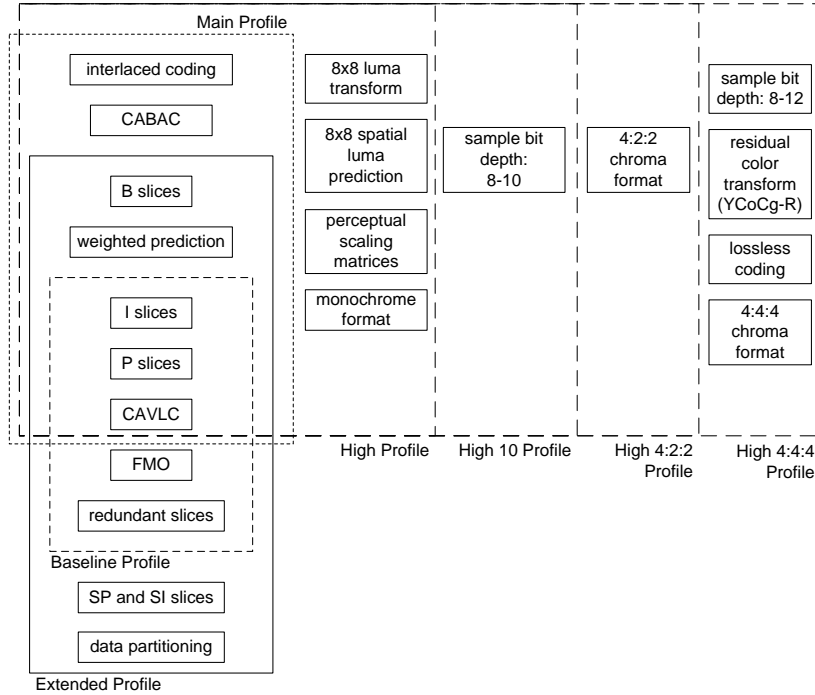 Main Profile
interlaced coding
CABAC
B slices
weighted prediction
I slices
P slices
CAVLC
FMO
redundant slices
Baseline Profile
SP and SI slices
data partitioning
Extended Profile
8x8 luma
transform
8x8 spatial
luma
prediction
perceptual
scaling
matrices
monochrome
format
High Profile
sample bit
depth:
8-10
High 10 Profile
4:2:2
chroma
format
High 4:2:2
Profile
sample bit
depth: 8-12
residual
color
transform
(YCoCg-R)
lossless
coding
4:4:4
chroma
format
High 4:4:4
Profile